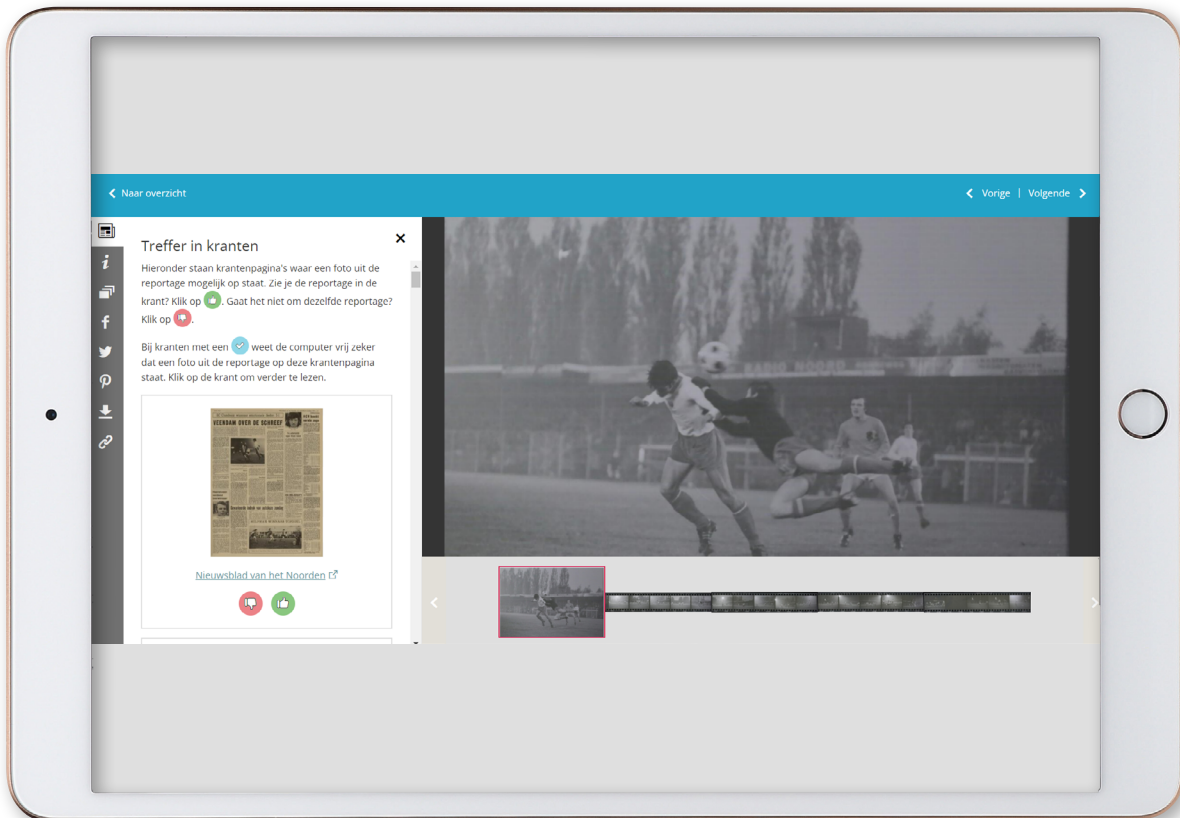 Naar overzicht
Vorige | Volgende
Treffer in kranten
Hieronder staan krantenpagina's waar een foto uit de
reportage mogelijk op staat. Zie je de reportage in de
krant? Klik op . Gaat het niet om dezelfde reportage?
Klik op .
Bij kranten met een weet de computer vrij zeker
dat een foto uit de reportage op deze krantenpagina
staat. Klik op de krant om verder te lezen.
VEENDAM OVER DE SCHREEF
Nieuwsblad van het Noorden
RADIO NOORD